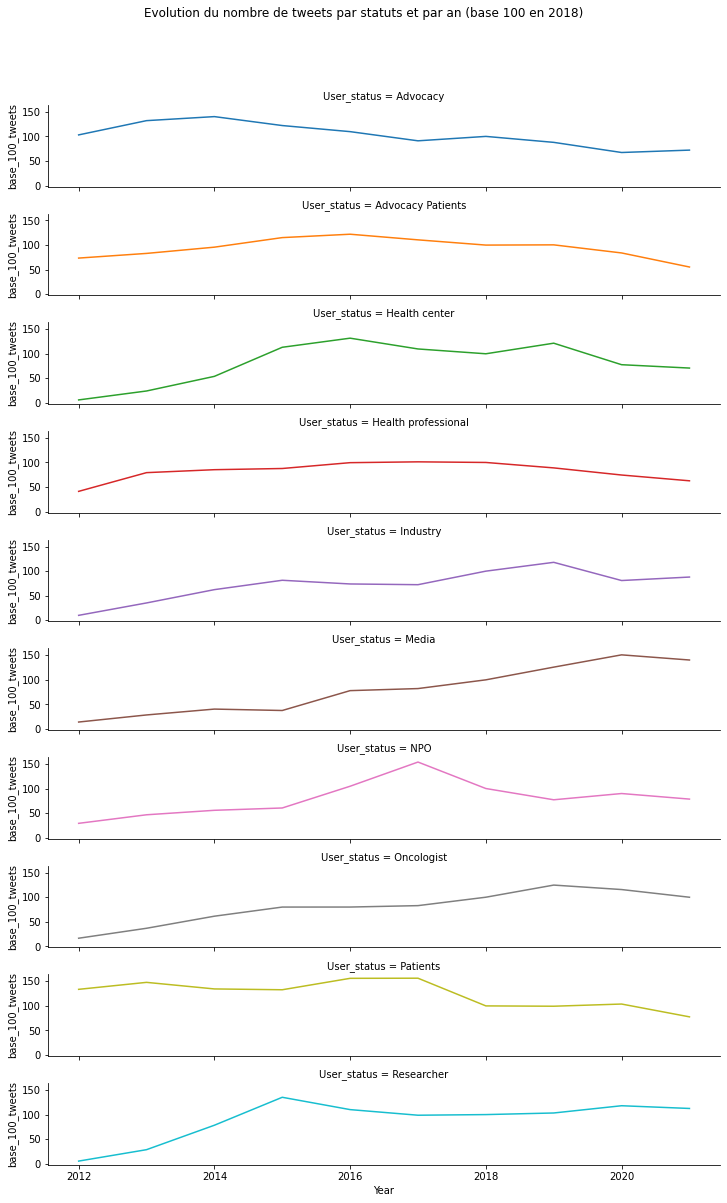 Evolution du nombre de tweets par statuts et par an (base 100 en 2018)
User_status = Advocacy
base_100_tweets
150
100
50
0
User_status = Advocacy Patients
base_100_tweets
150
100
50
0
User_status = Health center
base_100_tweets
150
100
50
0
User_status = Health professional
base_100_tweets
150
100
50
0
User_status = Industry
base_100_tweets
150
100
50
0
User_status = Media
base_100_tweets
150
100
50
0
User_status = NPO
base_100_tweets
150
100
50
0
User_status = Oncologist
base_100_tweets
150
100
50
0
User_status = Patients
base_100_tweets
150
100
50
0
User_status = Researcher
base_100_tweets
150
100
50
0
2012 2014 2016 2018 2020
Year